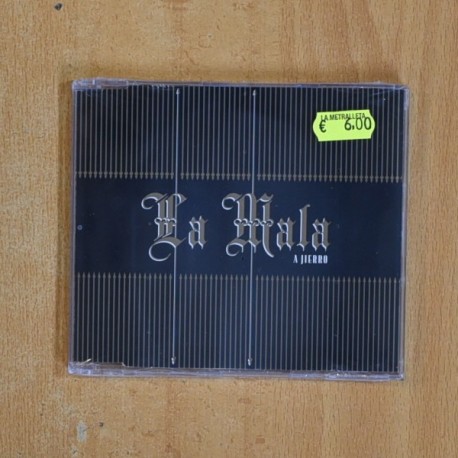 LA METRALLETA
€ 6,00
La Mala
A JIERRO